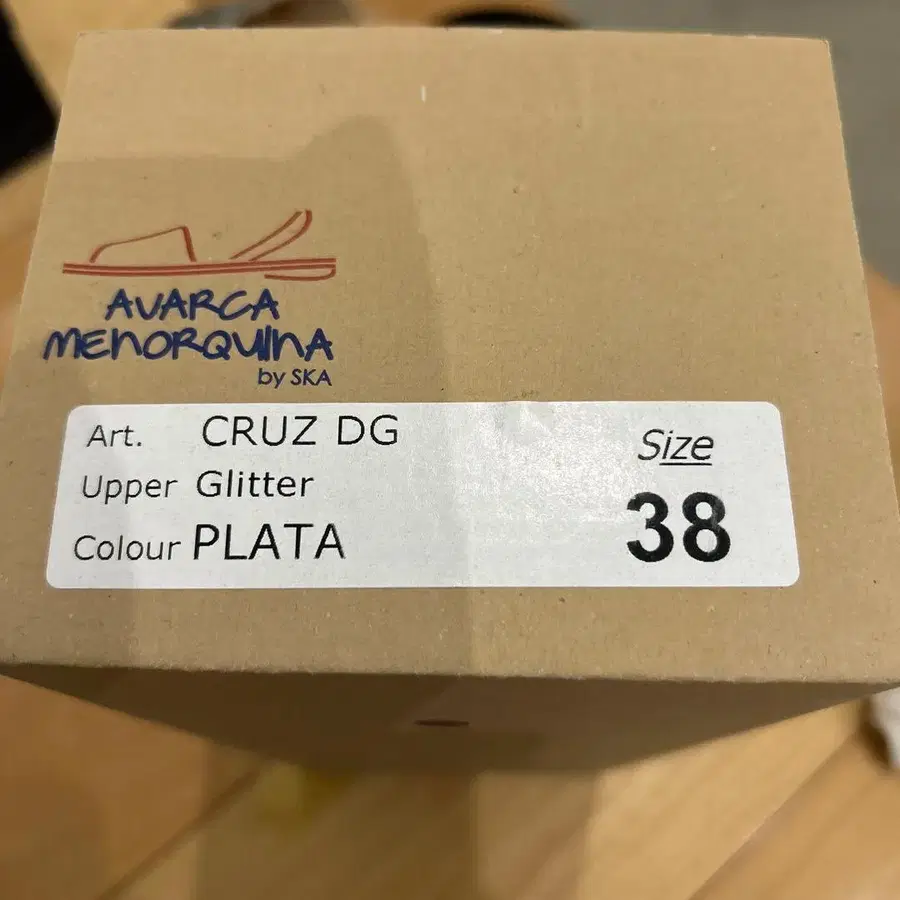 AVARCA
MENORQUINA
by SKA
Art. CRUZ DG
Upper Glitter
Colour PLATA
Size
38